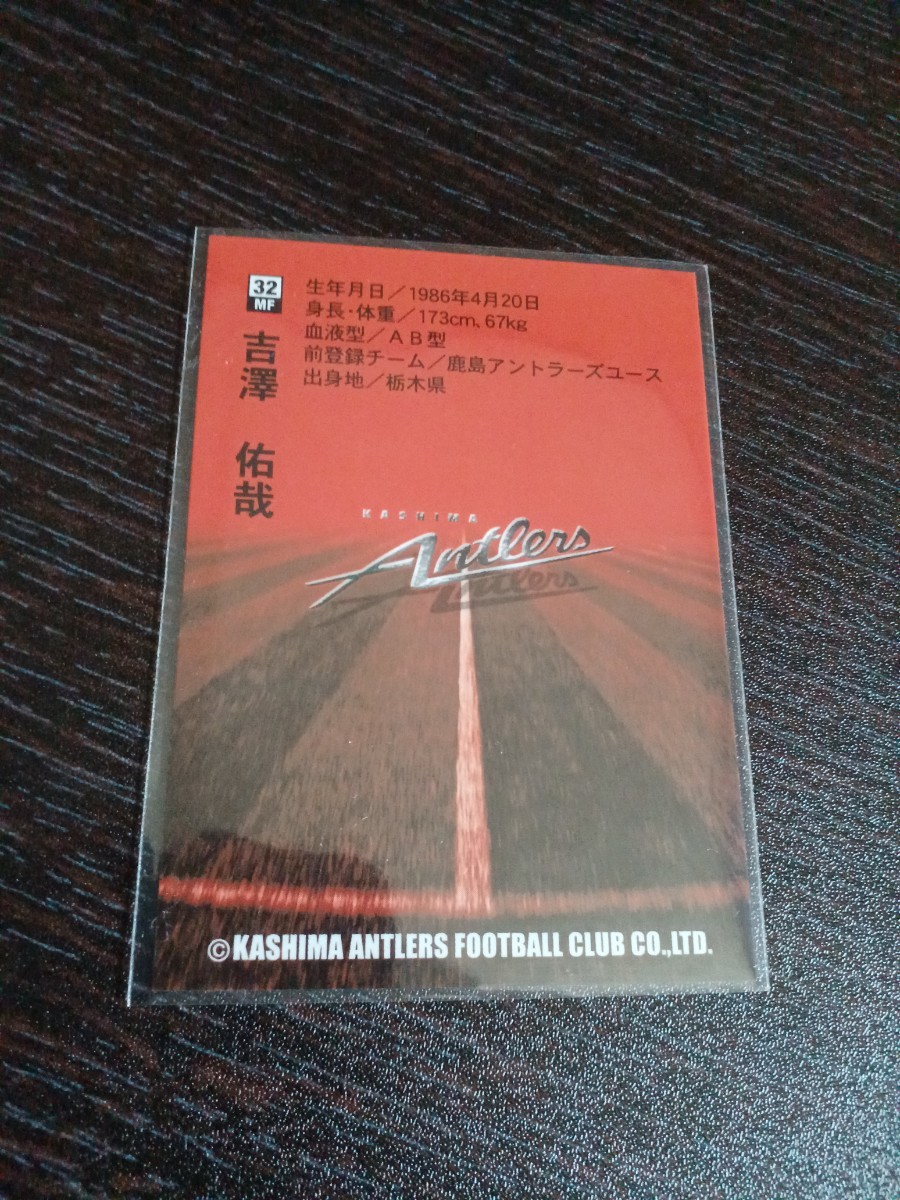 32
MF
吉澤 佑哉
生年月日／1986年4月20日
身長・体重／173cm、67kg
血液型／AB型
前登録チーム／鹿島アントラーズユース
出身地／栃木県
KASHIMA
Antlers
©KASHIMA ANTLERS FOOTBALL CLUB CO.,LTD.